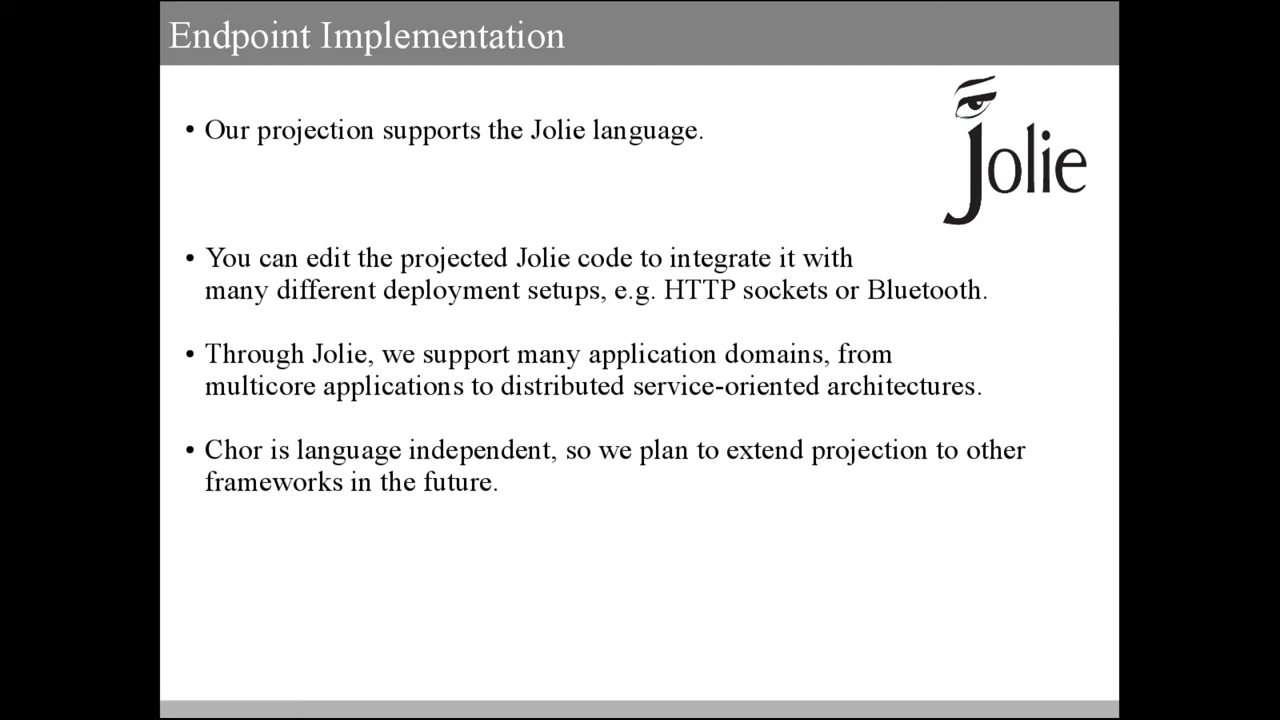 Endpoint Implementation
Jolie
• Our projection supports the Jolie language.
• You can edit the projected Jolie code to integrate it with
many different deployment setups, e.g. HTTP sockets or Bluetooth.
• Through Jolie, we support many application domains, from
multicore applications to distributed service-oriented architectures.
• Chor is language independent, so we plan to extend projection to other
frameworks in the future.